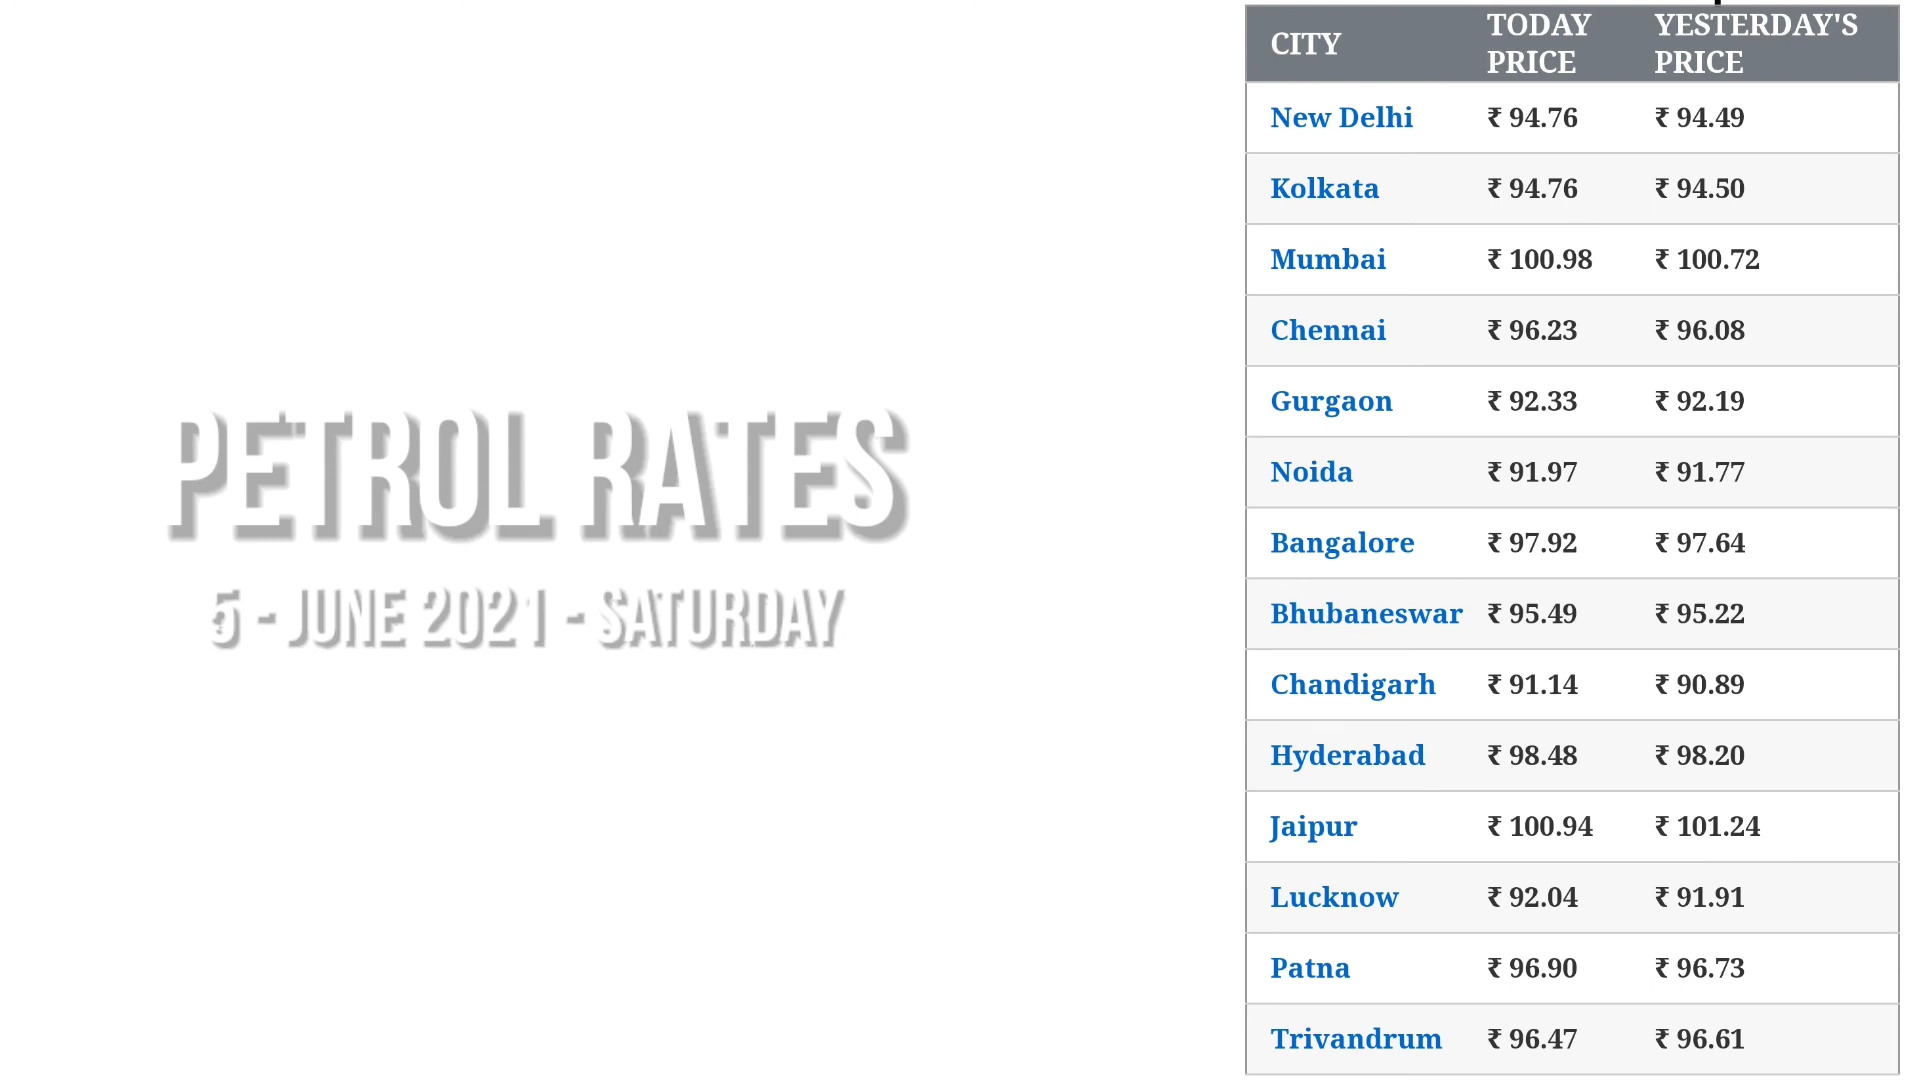 PETROL RATES
5 - JUNE 2021 - SATURDAY
CITY TODAY PRICE YESTERDAY'S PRICE
New Delhi ₹ 94.76 ₹ 94.49
Kolkata ₹ 94.76 ₹ 94.50
Mumbai ₹ 100.98 ₹ 100.72
Chennai ₹ 96.23 ₹ 96.08
Gurgaon ₹ 92.33 ₹ 92.19
Noida ₹ 91.97 ₹ 91.77
Bangalore ₹ 97.92 ₹ 97.64
Bhubaneswar ₹ 95.49 ₹ 95.22
Chandigarh ₹ 91.14 ₹ 90.89
Hyderabad ₹ 98.48 ₹ 98.20
Jaipur ₹ 100.94 ₹ 101.24
Lucknow ₹ 92.04 ₹ 91.91
Patna ₹ 96.90 ₹ 96.73
Trivandrum ₹ 96.47 ₹ 96.61